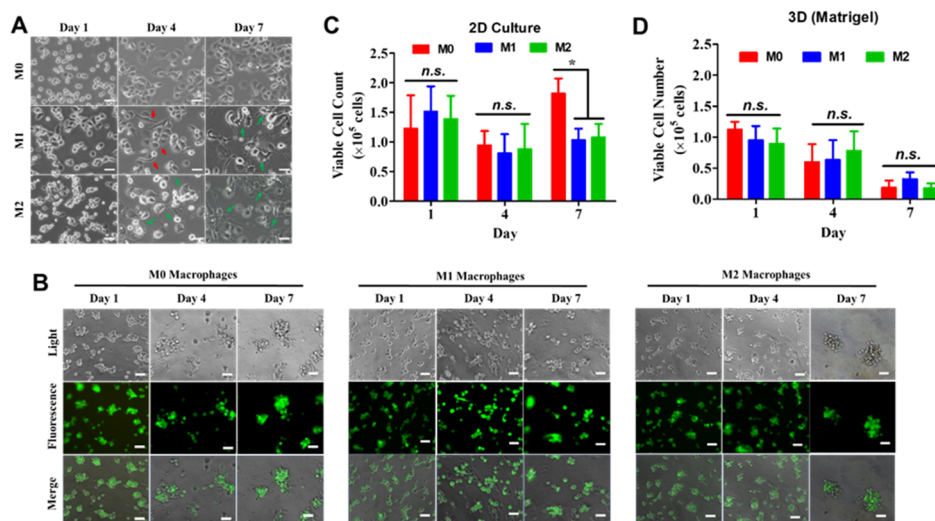 A
Day 1 Day 4 Day 7
M0
M1
M2
C
2D Culture
M0 M1 M2
Viable Cell Count
(×10⁵ cells)
2.5
2.0
1.5
1.0
0.5
0.0
n.s.
n.s.
*
1 4 7
Day
D
3D (Matrigel)
M0 M1 M2
Viable Cell Number
(×10⁵ cells)
2.5
2.0
1.5
1.0
0.5
0.0
n.s.
n.s.
n.s.
1 4 7
Day
B
M0 Macrophages
Day 1 Day 4 Day 7
M1 Macrophages
Day 1 Day 4 Day 7
M2 Macrophages
Day 1 Day 4 Day 7
Light
Fluorescence
Merge